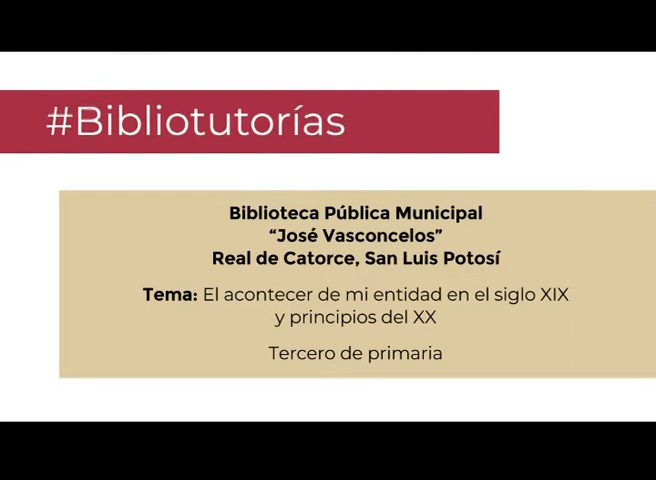 #Bibliotutorías
Biblioteca Pública Municipal
“José Vasconcelos”
Real de Catorce, San Luis Potosí
Tema: El acontecer de mi entidad en el siglo XIX
y principios del XX
Tercero de primaria